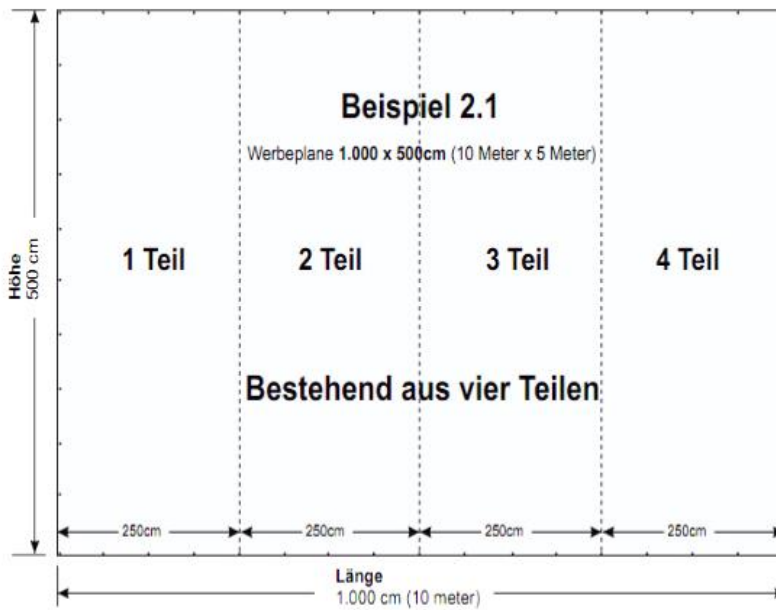 Beispiel 2.1
Werbeplane 1.000 x 500cm (10 Meter x 5 Meter)
Höhe
500 cm
1 Teil
2 Teil
3 Teil
4 Teil
Bestehend aus vier Teilen
250cm
250cm
250cm
250cm
Länge
1.000 cm (10 meter)